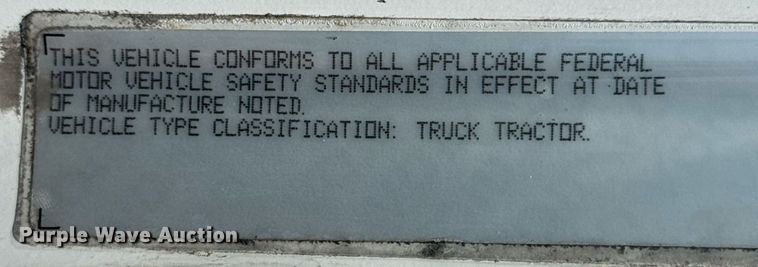 THIS VEHICLE CONFORMS TO ALL APPLICABLE FEDERAL
MOTOR VEHICLE SAFETY STANDARDS IN EFFECT AT DATE
OF MANUFACTURE NOTED.
VEHICLE TYPE CLASSIFICATION: TRUCK TRACTOR.
Purple Wave Auction